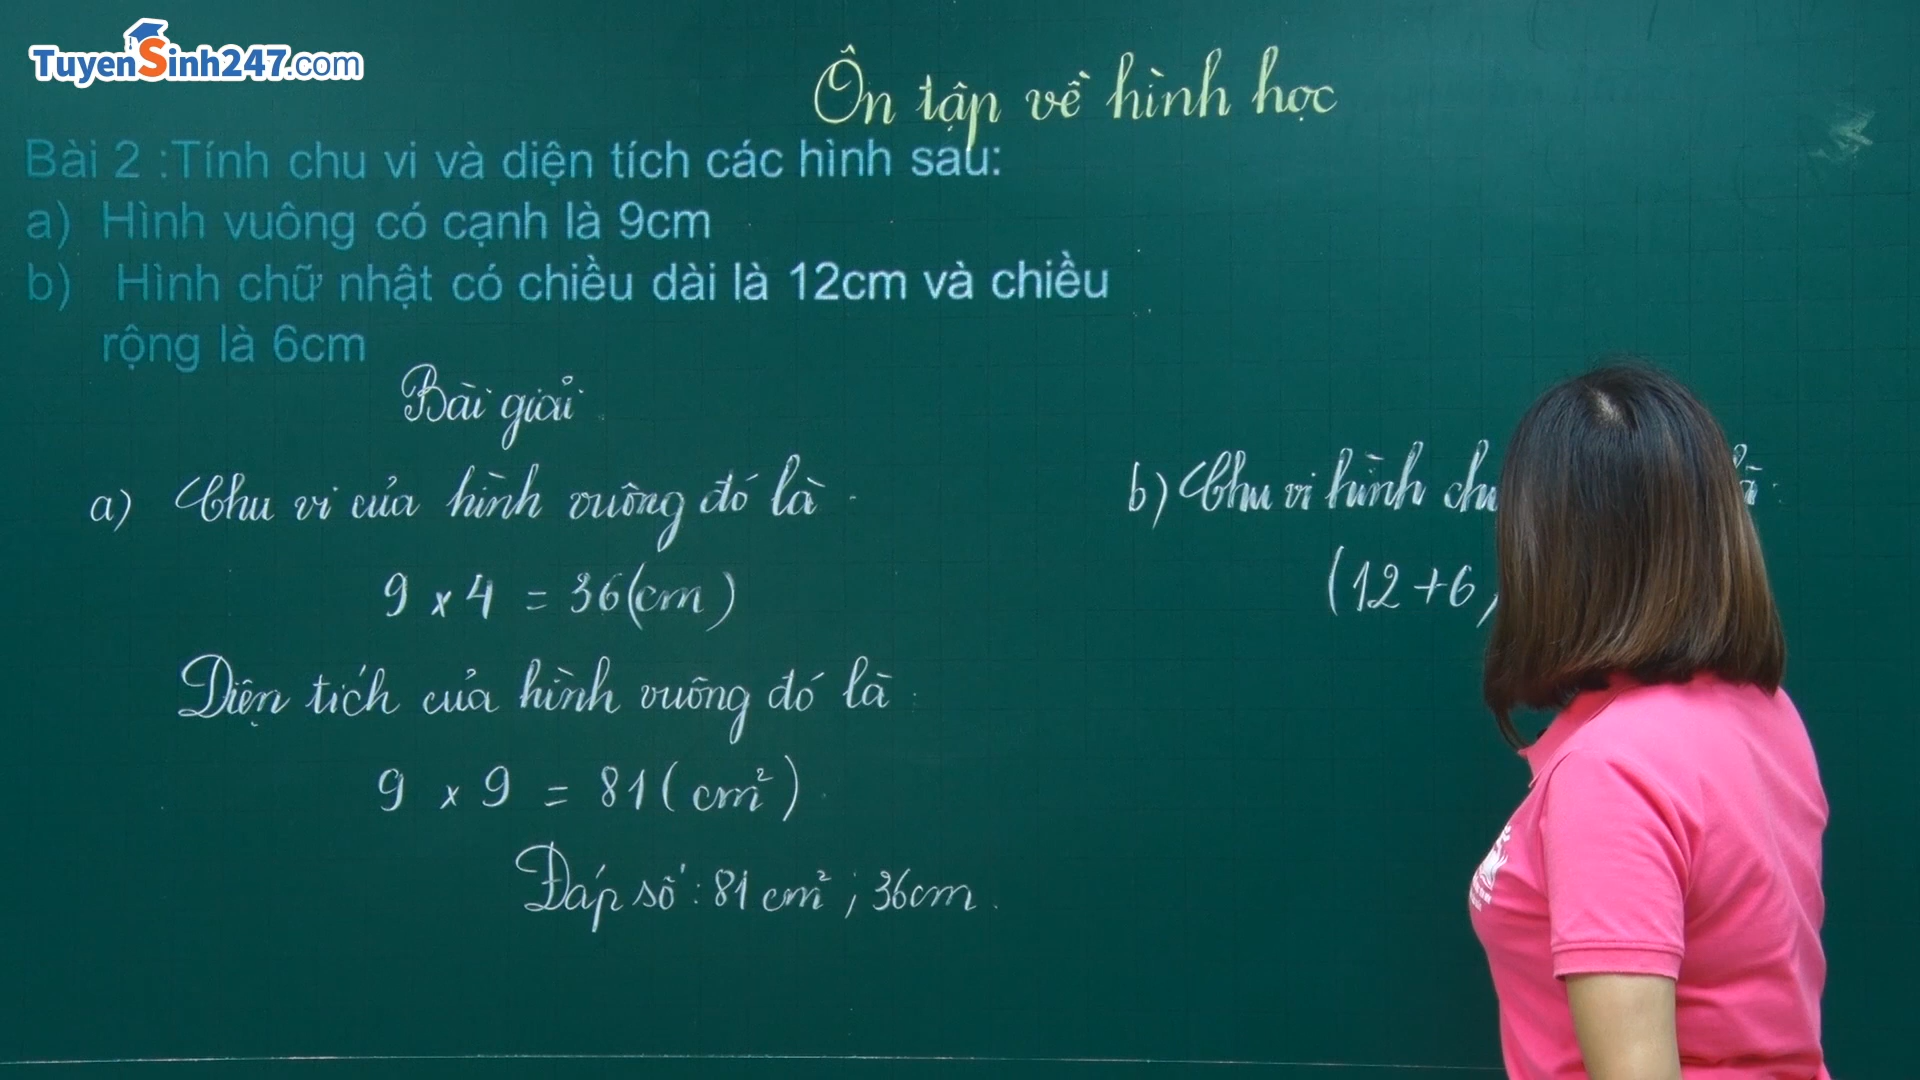 TuyenSinh247.com
Ôn tập về hình học
Bài 2 :Tính chu vi và diện tích các hình sau:
a) Hình vuông có cạnh là 9cm
b) Hình chữ nhật có chiều dài là 12cm và chiều
rộng là 6cm
Bài giải
a) Chu vi của hình vuông đó là
9 x 4 = 36(cm)
Diện tích của hình vuông đó là:
9 x 9 = 81(cm²)
Đáp số: 81 cm²; 36cm.
b) Chu vi hình là:
(12+6)